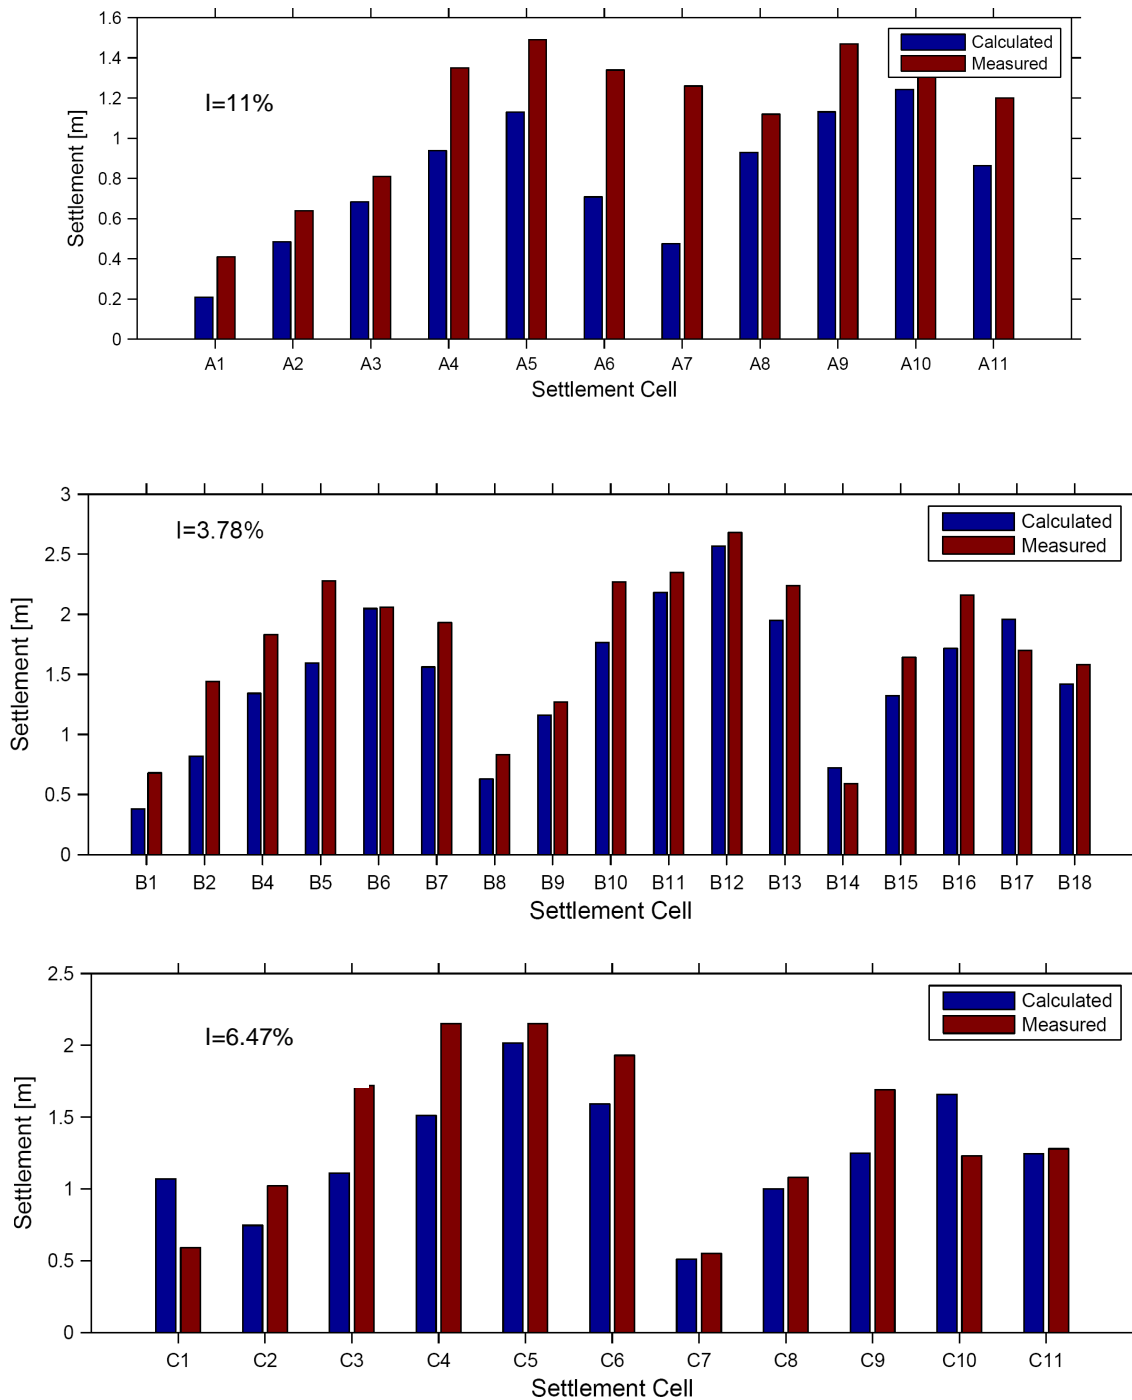 1.6
1.4
1.2
1
0.8
0.6
0.4
0.2
0
Settlement [m]
I=11%
Calculated
Measured
A1 A2 A3 A4 A5 A6 A7 A8 A9 A10 A11
Settlement Cell
3
2.5
2
1.5
1
0.5
0
Settlement [m]
I=3.78%
Calculated
Measured
B1 B2 B4 B5 B6 B7 B8 B9 B10 B11 B12 B13 B14 B15 B16 B17 B18
Settlement Cell
2.5
2
1.5
1
0.5
0
Settlement [m]
I=6.47%
Calculated
Measured
C1 C2 C3 C4 C5 C6 C7 C8 C9 C10 C11
Settlement Cell